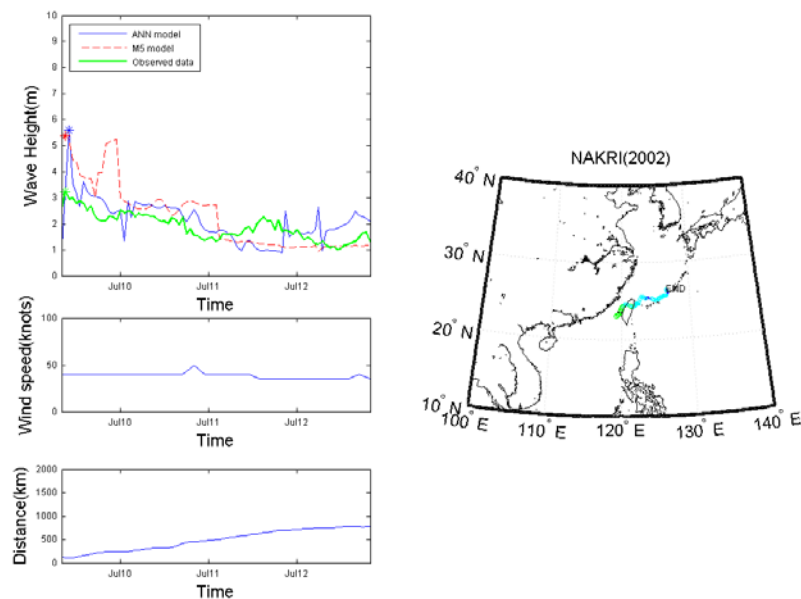 10
9
8
7
6
5
4
3
2
1
0
Wave Height(m)
ANN model
M5 model
Observed data
Jul10 Jul11 Jul12
Time
100
50
0
Wind speed(knots)
Jul10 Jul11 Jul12
Time
2000
1500
1000
500
0
Distance(km)
Jul10 Jul11 Jul12
Time
NAKRI(2002)
40° N
30° N
20° N
10° N
100° E
110° E
120° E
130° E
140° E
END